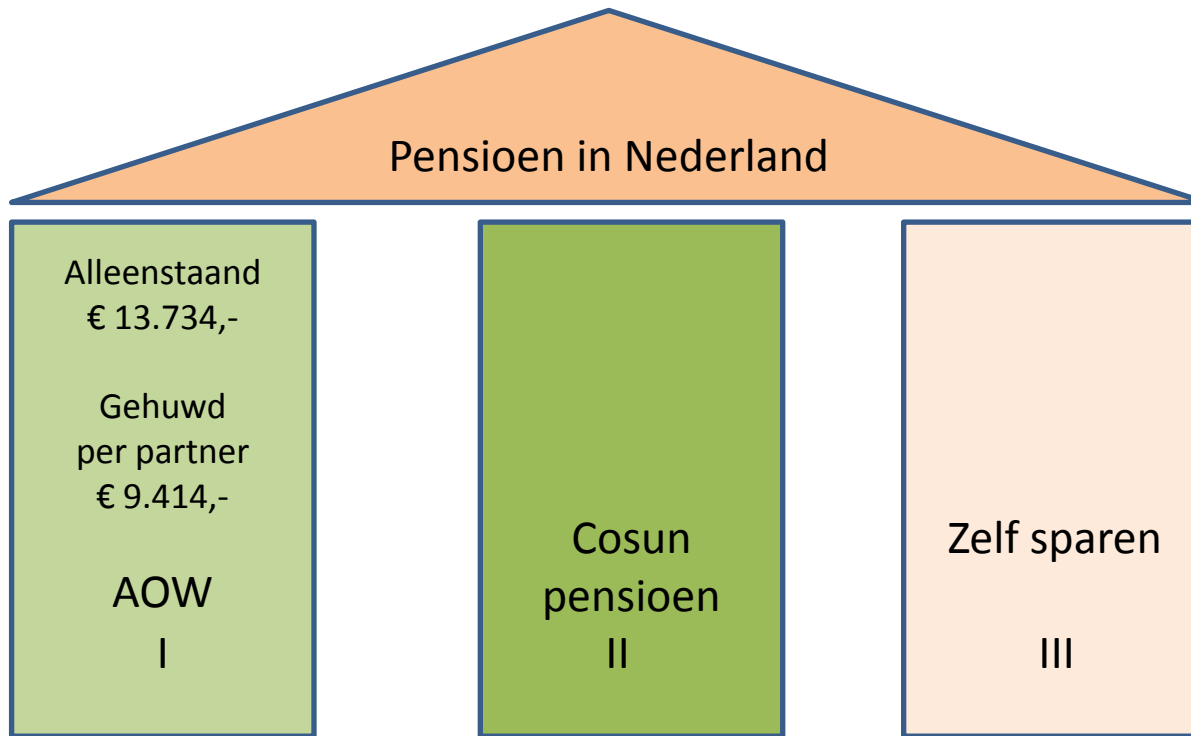 Pensioen in Nederland
Alleenstaand
€ 13.734,-
Gehuwd
per partner
€ 9.414,-
AOW
I
Cosun
pensioen
II
Zelf sparen
III